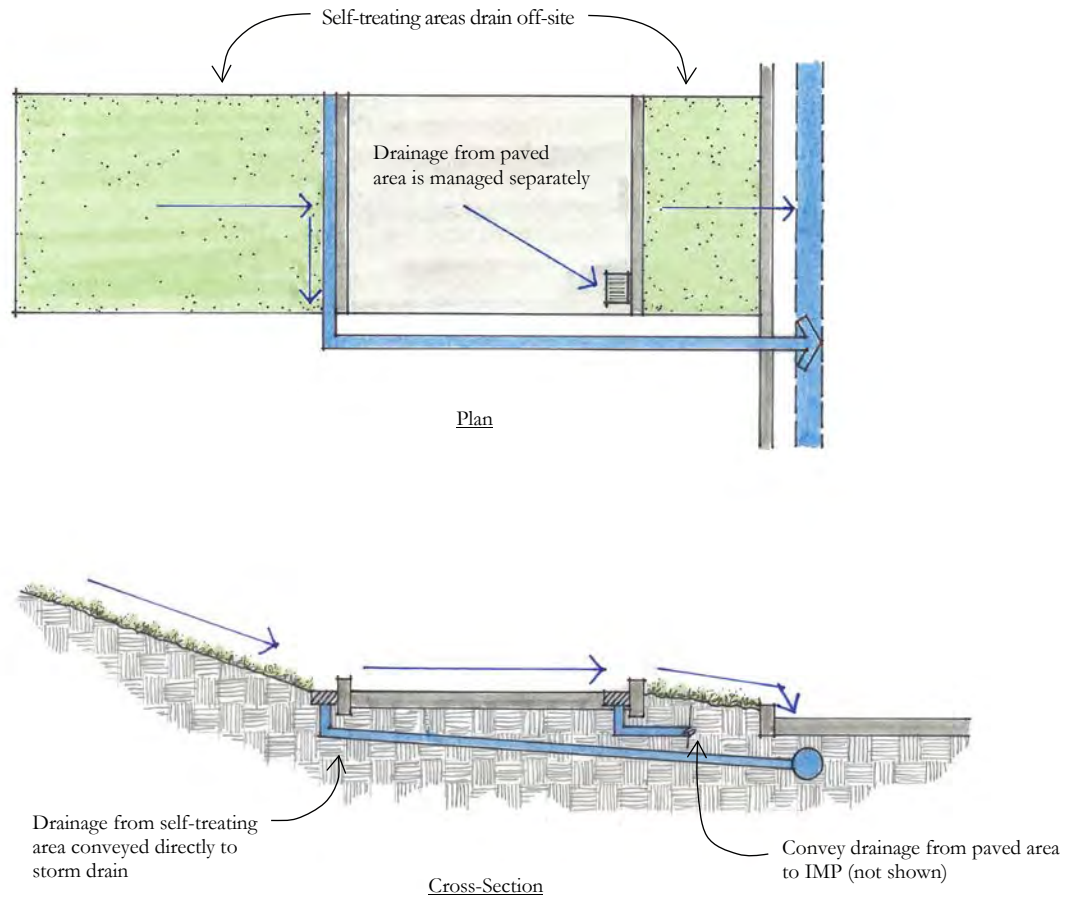 Self-treating areas drain off-site
Drainage from paved
area is managed separately
Plan
Drainage from self-treating
area conveyed directly to
storm drain
Convey drainage from paved area
to IMP (not shown)
Cross-Section